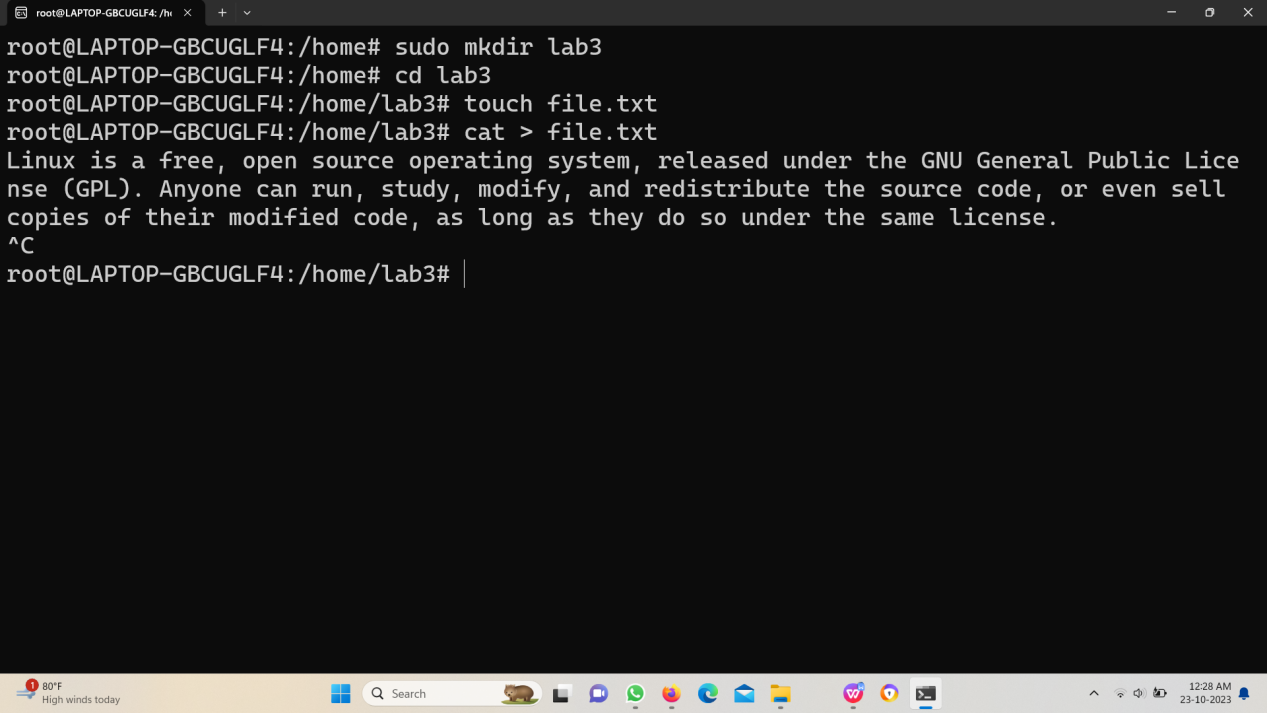 root@LAPTOP-GBCUGLF4: /h
root@LAPTOP-GBCUGLF4:/home# sudo mkdir lab3
root@LAPTOP-GBCUGLF4:/home# cd lab3
root@LAPTOP-GBCUGLF4:/home/lab3# touch file.txt
root@LAPTOP-GBCUGLF4:/home/lab3# cat > file.txt
Linux is a free, open source operating system, released under the GNU General Public Lice
nse (GPL). Anyone can run, study, modify, and redistribute the source code, or even sell
copies of their modified code, as long as they do so under the same license.
^C
root@LAPTOP-GBCUGLF4:/home/lab3#
1
80°F
High winds today
Search
12:28 AM
23-10-2023